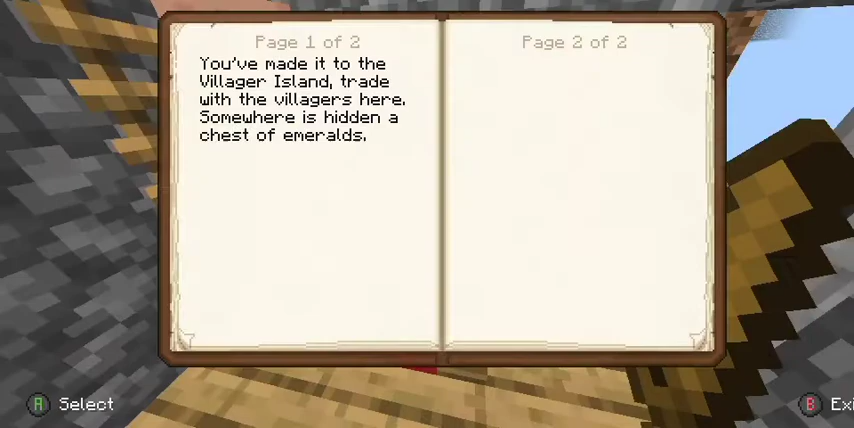 Page 1 of 2
You've made it to the
Villager Island, trade
with the villagers here.
Somewhere is hidden a
chest of emeralds.
Page 2 of 2
A Select
B Exi